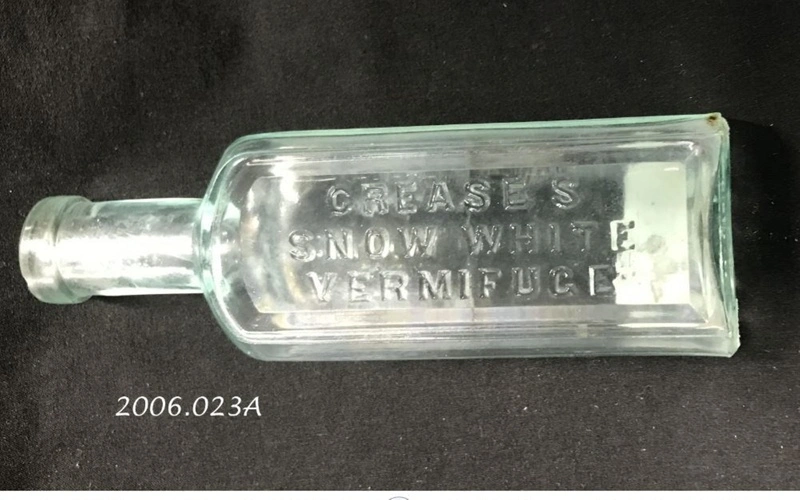 CREASE'S
SNOW WHITE
VERMIFUGE
2006.023A